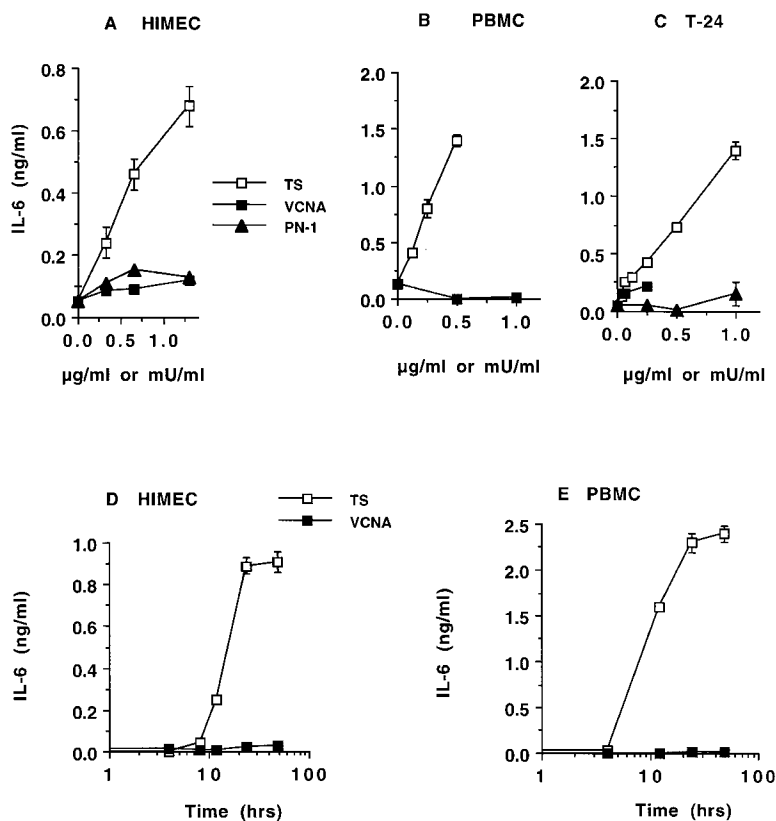 A HIMEC
B PBMC
C T-24
IL-6 (ng/ml)
0.8
0.6
0.4
0.2
0.0
0.0 0.5 1.0
µg/ml or mU/ml
TS
VCNA
PN-1
2.0
1.5
1.0
0.5
0.0
0.0 0.5 1.0
µg/ml or mU/ml
2.0
1.5
1.0
0.5
0.0
0.0 0.5 1.0
µg/ml or mU/ml
D HIMEC
TS
VCNA
E PBMC
IL-6 (ng/ml)
1.0
0.8
0.6
0.4
0.2
0.0
1 10 100
Time (hrs)
IL-6 (ng/ml)
2.5
2.0
1.5
1.0
0.5
0.0
1 10 100
Time (hrs)